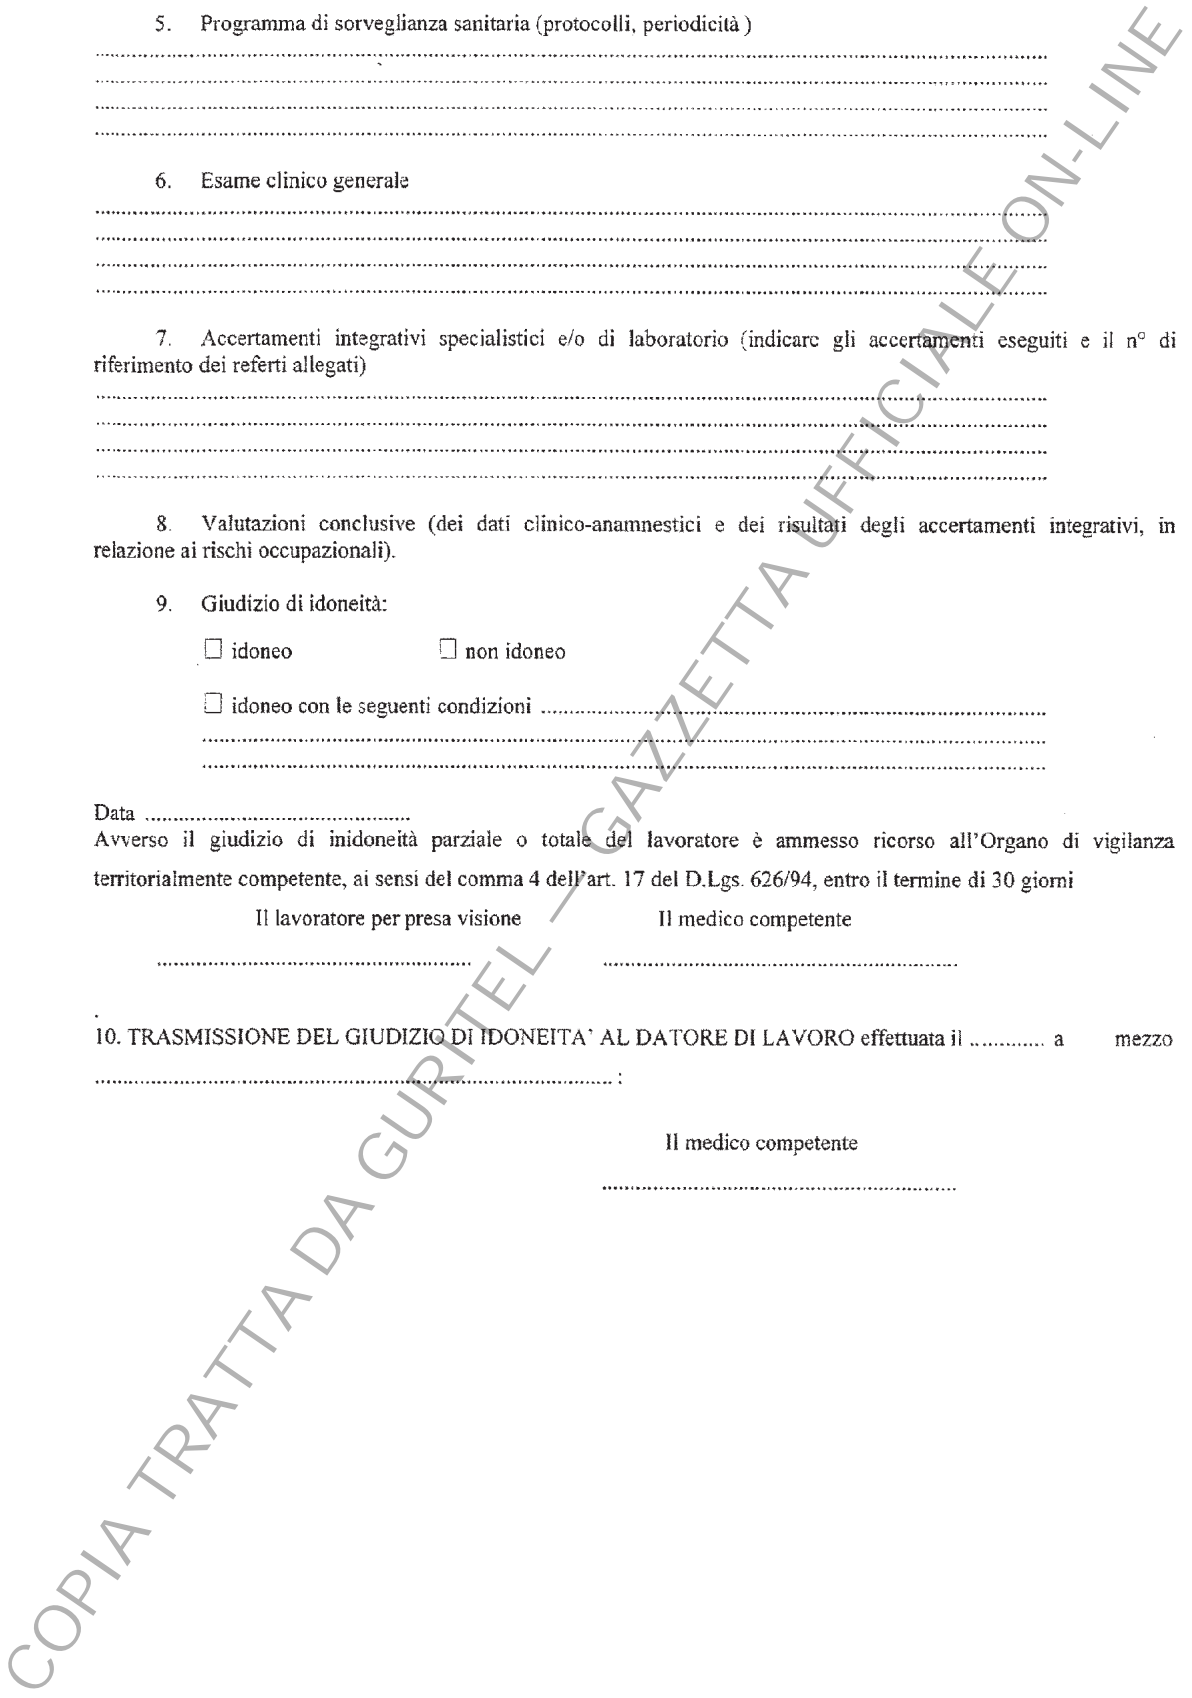 5. Programma di sorveglianza sanitaria (protocolli, periodicità )
................................................................
................................................................
................................................................
................................................................
6. Esame clinico generale
................................................................
................................................................
................................................................
................................................................
7. Accertamenti integrativi specialistici e/o di laboratorio (indicare gli accertamenti eseguiti e il n° di
riferimento dei referti allegati)
................................................................
................................................................
................................................................
................................................................
8. Valutazioni conclusive (dei dati clinico-anamnestici e dei risultati degli accertamenti integrativi, in
relazione ai rischi occupazionali).
9. Giudizio di idoneità:
☐ idoneo ☐ non idoneo
☐ idoneo con le seguenti condizioni ................................
................................................................
................................................................
Data ................................
Avverso il giudizio di inidoneità parziale o totale del lavoratore è ammesso ricorso all'Organo di vigilanza
territorialmente competente, ai sensi del comma 4 dell'art. 17 del D.Lgs. 626/94, entro il termine di 30 giorni
Il lavoratore per presa visione Il medico competente
................................ ................................
.
10. TRASMISSIONE DEL GIUDIZIO DI IDONEITA' AL DATORE DI LAVORO effettuata il ............. a mezzo
................................................................ :
Il medico competente
................................
COPIA TRATTA DA GURITEL — GAZZETTA UFFICIALE ON-LINE